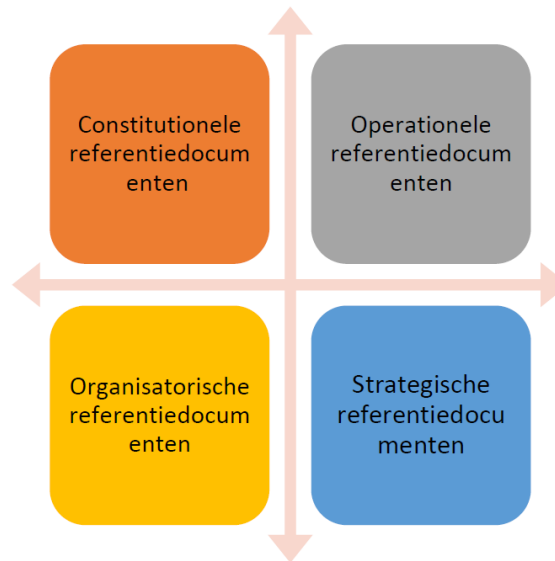 Constitutionele
referentiedocum
enten
Operationele
referentiedocum
enten
Organisatorische
referentiedocum
enten
Strategische
referentiedocu
menten